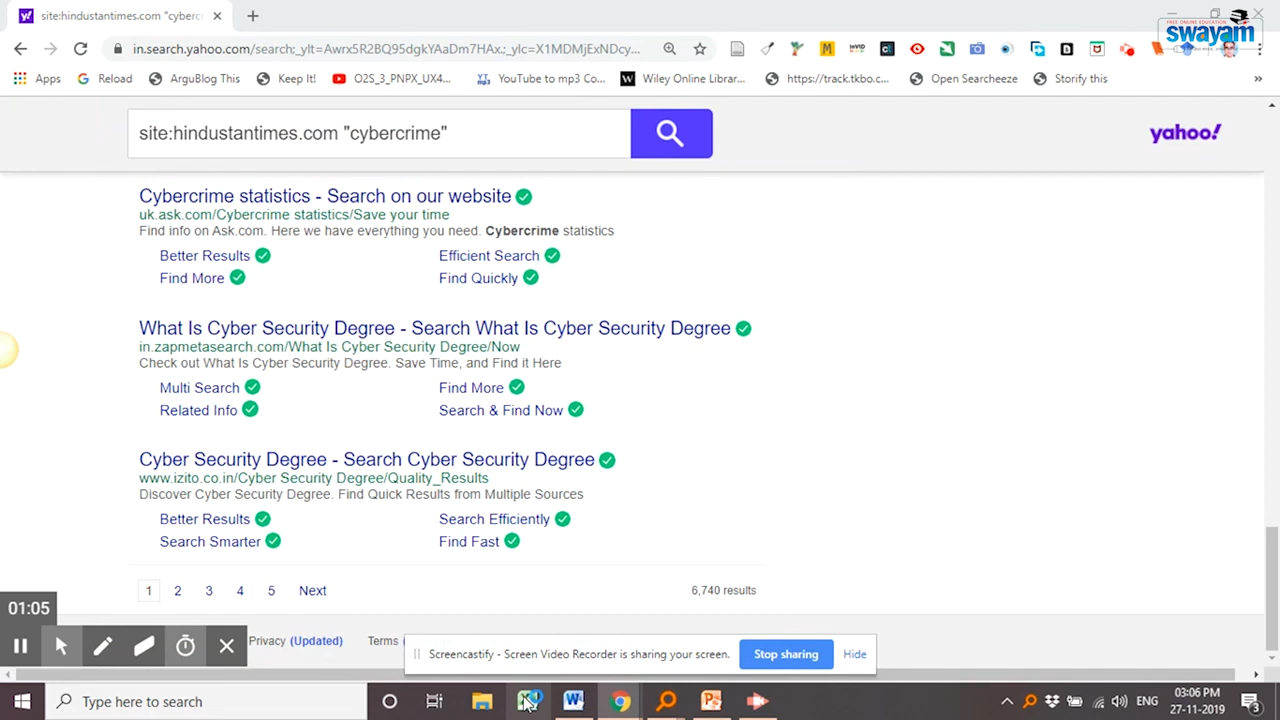 site:hindustantimes.com "cyberc
FREE ONLINE EDUCATION
swayam
in.search.yahoo.com/search;_ylt=Awrx5R2BQ95dgkYAaDm7FAx.;_ylc=X1MDMjExNDcy...
Apps
Reload
ArguBlog This
Keep It!
O2S_3_PNPX_UX4...
YouTube to mp3 Co...
Wiley Online Librar...
https://track.tkbo.c...
Open Searcheeze
Storify this
»
site:hindustantimes.com "cybercrime"
yahoo!
Cybercrime statistics - Search on our website
uk.ask.com/Cybercrime statistics/Save your time
Find info on Ask.com. Here we have everything you need. Cybercrime statistics
Better Results Efficient Search
Find More Find Quickly
What Is Cyber Security Degree - Search What Is Cyber Security Degree
in.zapmetasearch.com/What Is Cyber Security Degree/Now
Check out What Is Cyber Security Degree. Save Time, and Find it Here
Multi Search Find More
Related Info Search & Find Now
Cyber Security Degree - Search Cyber Security Degree
www.izito.co.in/Cyber Security Degree/Quality_Results
Discover Cyber Security Degree. Find Quick Results from Multiple Sources
Better Results Search Efficiently
Search Smarter Find Fast
1 2 3 4 5 Next 6,740 results
01:05
Privacy (Updated) Terms
Screencastify - Screen Video Recorder is sharing your screen. Stop sharing Hide
Type here to search
ENG
03:06 PM
27-11-2019
3